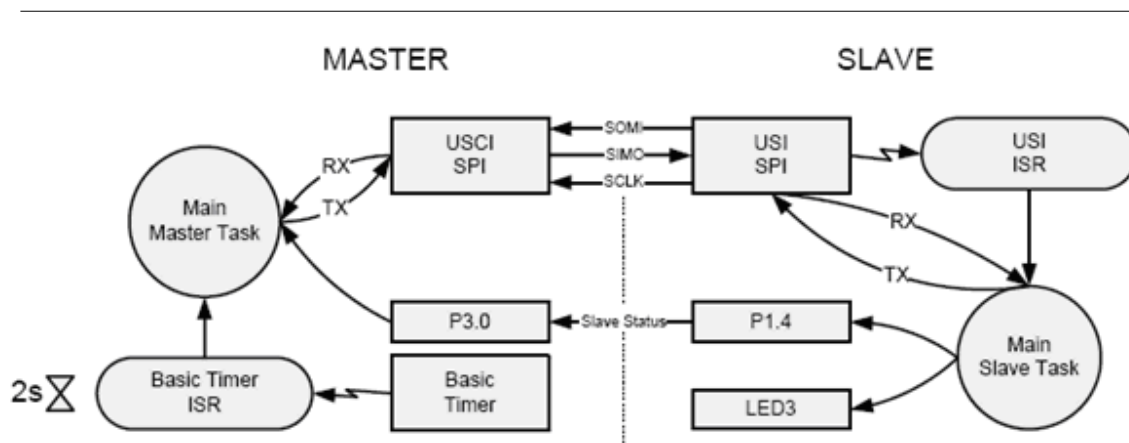 MASTER
SLAVE
USCI
SPI
SOMI
SIMO
SCLK
USI
SPI
USI
ISR
RX
TX
Main
Master Task
RX
TX
P3.0
Slave Status
P1.4
Main
Slave Task
2s
Basic Timer
ISR
Basic
Timer
LED3